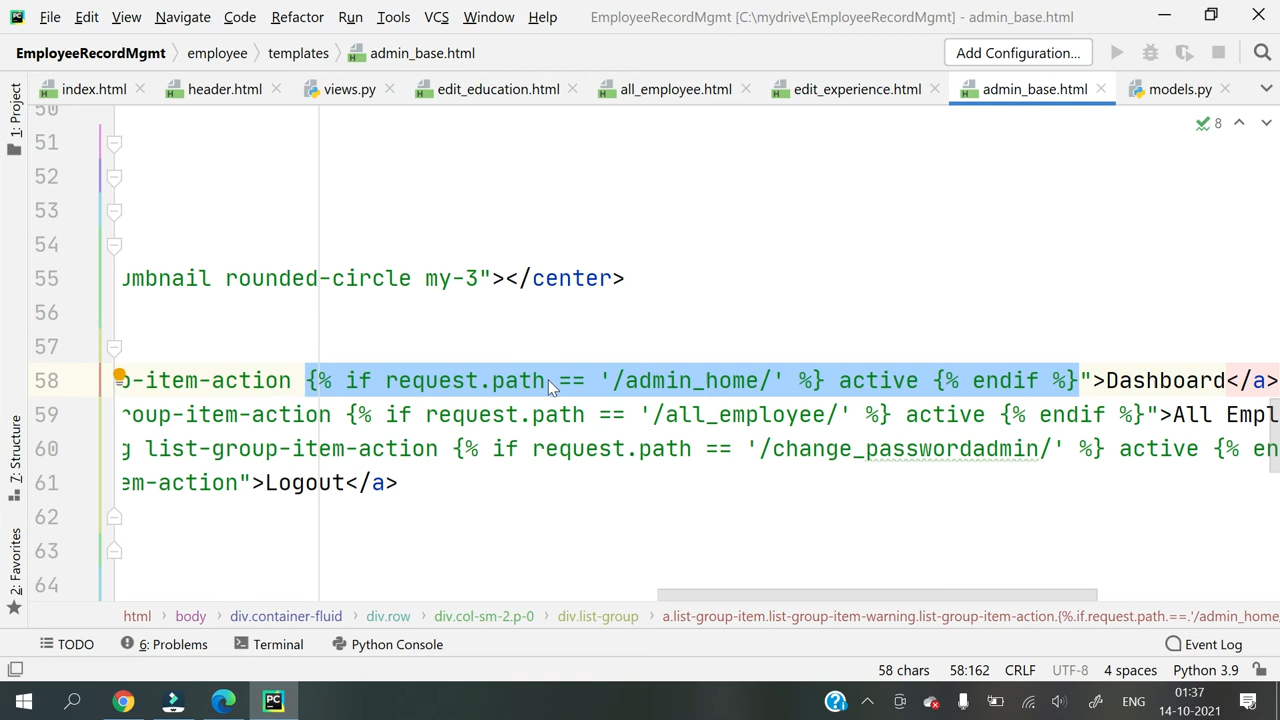 File Edit View Navigate Code Refactor Run Tools VCS Window Help EmployeeRecordMgmt [C:\mydrive\EmployeeRecordMgmt] - admin_base.html
EmployeeRecordMgmt employee templates admin_base.html Add Configuration...
index.html header.html views.py edit_education.html all_employee.html edit_experience.html admin_base.html models.py
1: Project
7: Structure
2: Favorites
8
50
51
52
53
54
55 umbnail rounded-circle my-3"></center>
56
57
58 p-item-action {% if request.path == '/admin_home/' %} active {% endif %}">Dashboard</a>
59 roup-item-action {% if request.path == '/all_employee/' %} active {% endif %}">All Empl
60 g list-group-item-action {% if request.path == '/change_passwordadmin/' %} active {% en
61 em-action">Logout</a>
62
63
64
html body div.container-fluid div.row div.col-sm-2.p-0 div.list-group a.list-group-item.list-group-item-warning.list-group-item-action.{%.if.request.path.==.'/admin_home/
TODO 6: Problems Terminal Python Console Event Log
58 chars 58:162 CRLF UTF-8 4 spaces Python 3.9
PC ENG 01:37
14-10-2021